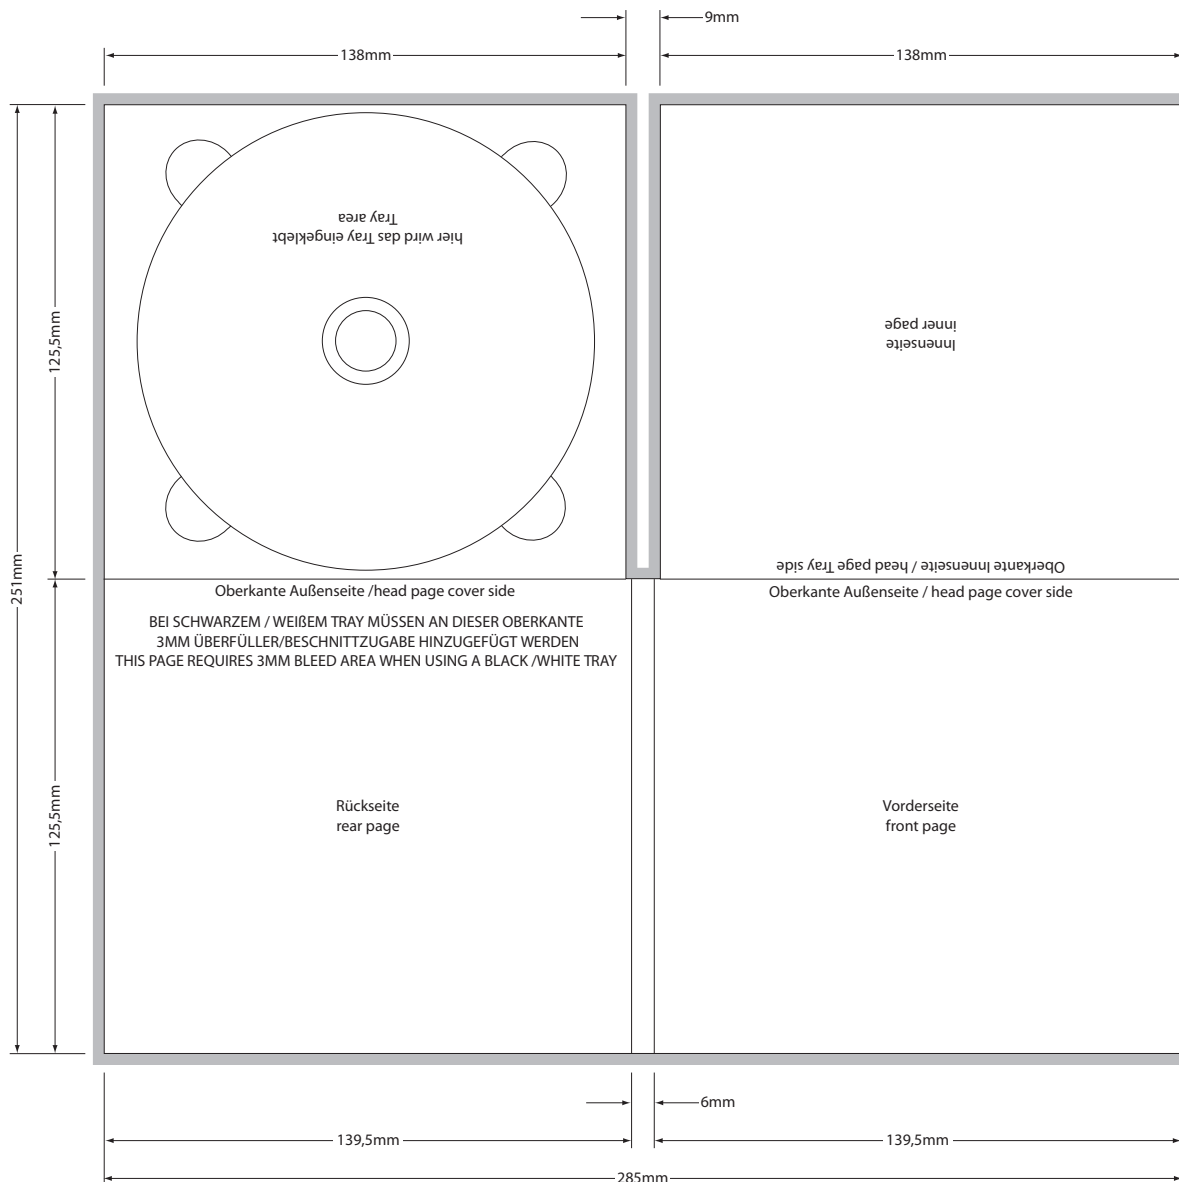 9mm
138mm
138mm
hier wird das Tray eingeklebt
Tray area
Innenseite
inner page
125,5mm
251mm
Oberkante Innenseite / head page Tray side
Oberkante Außenseite /head page cover side
Oberkante Außenseite / head page cover side
BEI SCHWARZEM / WEIßEM TRAY MÜSSEN AN DIESER OBERKANTE
3MM ÜBERFÜLLER/BESCHNITTZUGABE HINZUGEFÜGT WERDEN
THIS PAGE REQUIRES 3MM BLEED AREA WHEN USING A BLACK /WHITE TRAY
125,5mm
Rückseite
rear page
Vorderseite
front page
6mm
139,5mm
139,5mm
285mm